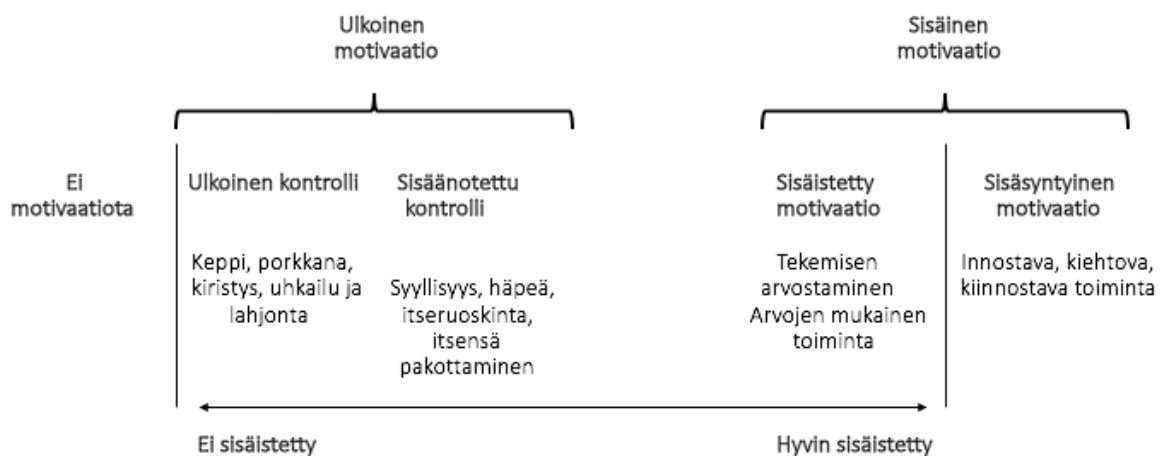 Ulkoinen
motivaatio
Sisäinen
motivaatio
Ei
motivaatiota
Ulkoinen kontrolli
Sisäänotettu
kontrolli
Sisäistetty
motivaatio
Sisäsyntyinen
motivaatio
Keppi, porkkana,
kiristys, uhkailu ja
lahjonta
Syyllisyys, häpeä,
itseruoskinta,
itsensä
pakottaminen
Tekemisen
arvostaminen
Arvojen mukainen
toiminta
Innostava, kiehtova,
kiinnostava toiminta
Ei sisäistetty
Hyvin sisäistetty